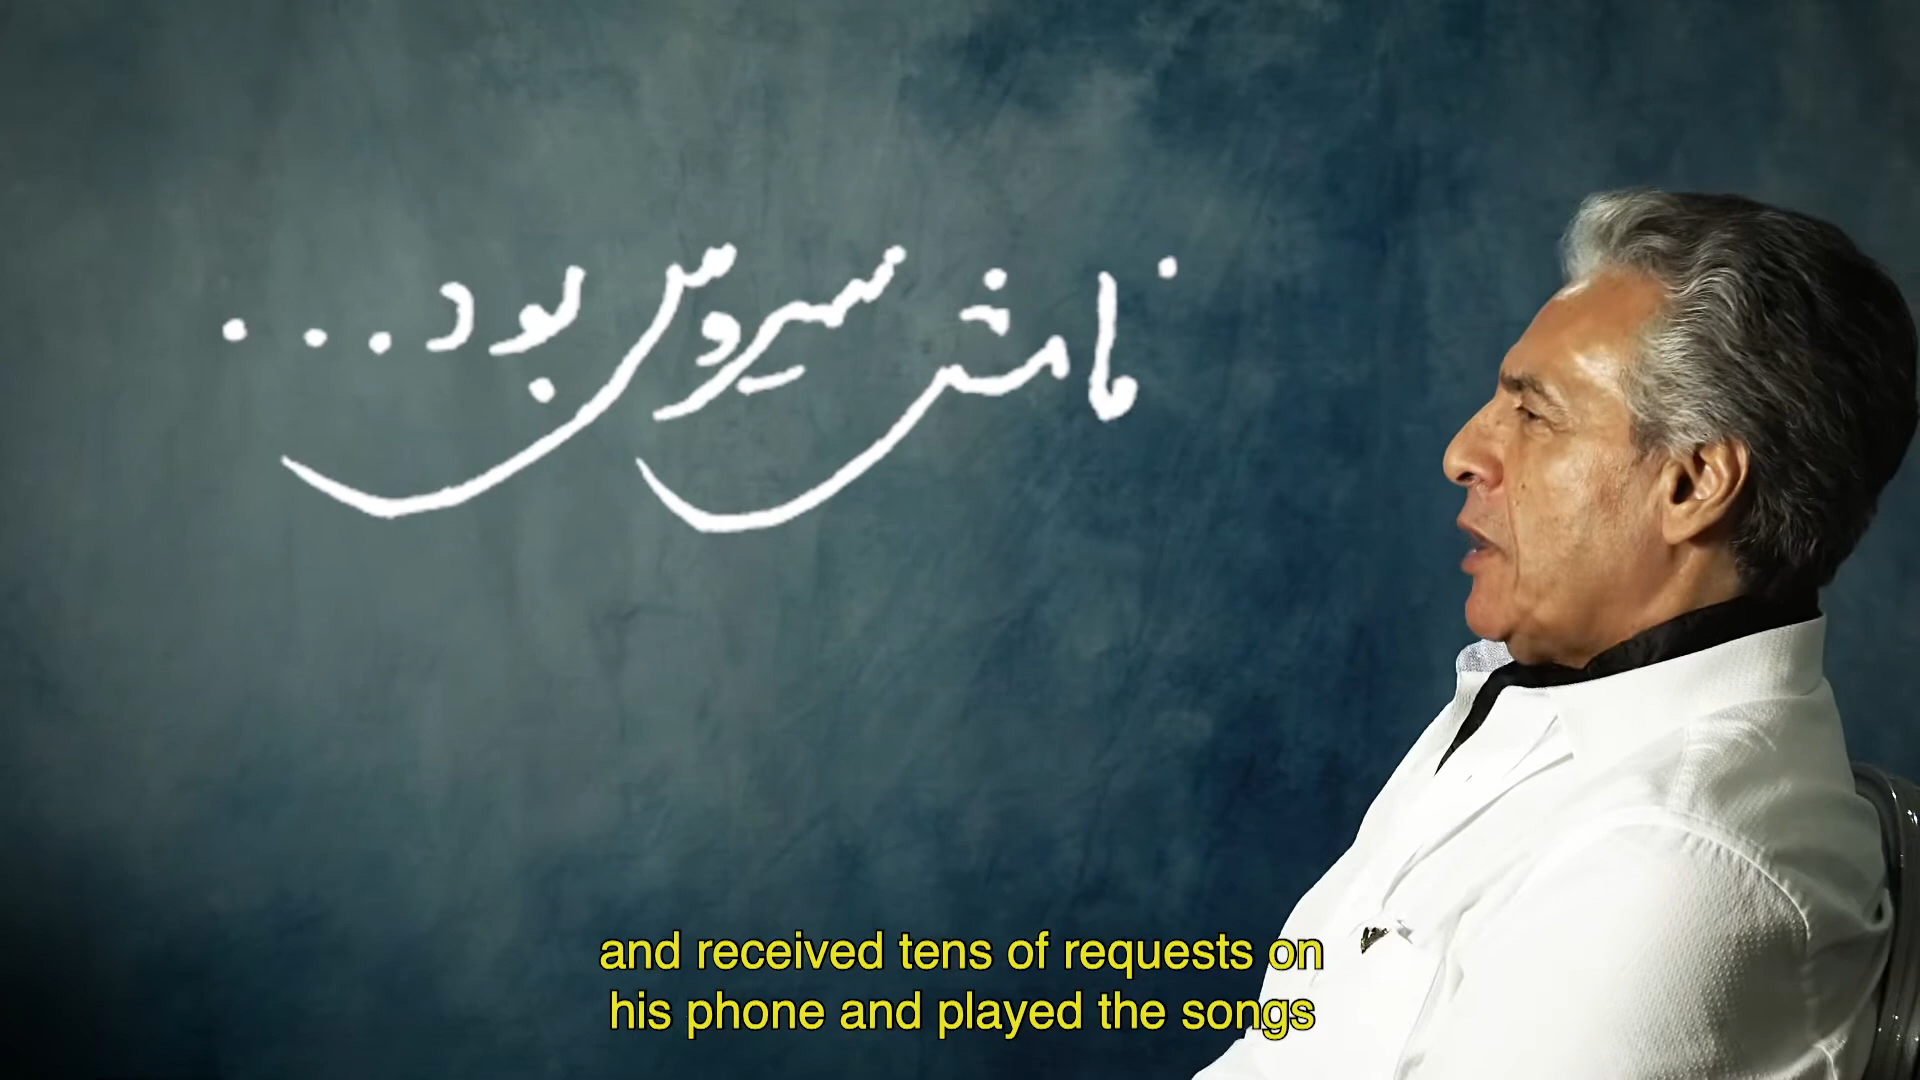 نامش سیروس بود...
and received tens of requests on
his phone and played the songs